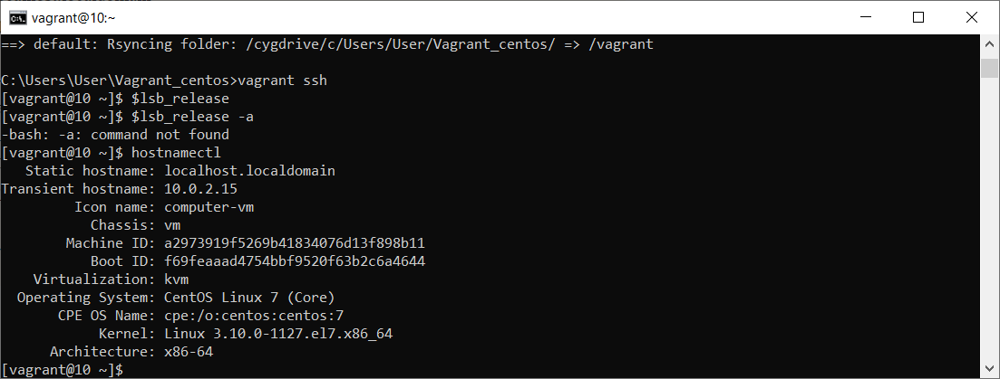 vagrant@10:~
==> default: Rsyncing folder: /cygdrive/c/Users/User/Vagrant_centos/ => /vagrant
C:\Users\User\Vagrant_centos>vagrant ssh
[vagrant@10 ~]$ $lsb_release
[vagrant@10 ~]$ $lsb_release -a
-bash: -a: command not found
[vagrant@10 ~]$ hostnamectl
   Static hostname: localhost.localdomain
Transient hostname: 10.0.2.15
         Icon name: computer-vm
           Chassis: vm
        Machine ID: a2973919f5269b41834076d13f898b11
           Boot ID: f69feaaad4754bbf9520f63b2c6a4644
    Virtualization: kvm
  Operating System: CentOS Linux 7 (Core)
       CPE OS Name: cpe:/o:centos:centos:7
            Kernel: Linux 3.10.0-1127.el7.x86_64
      Architecture: x86-64
[vagrant@10 ~]$